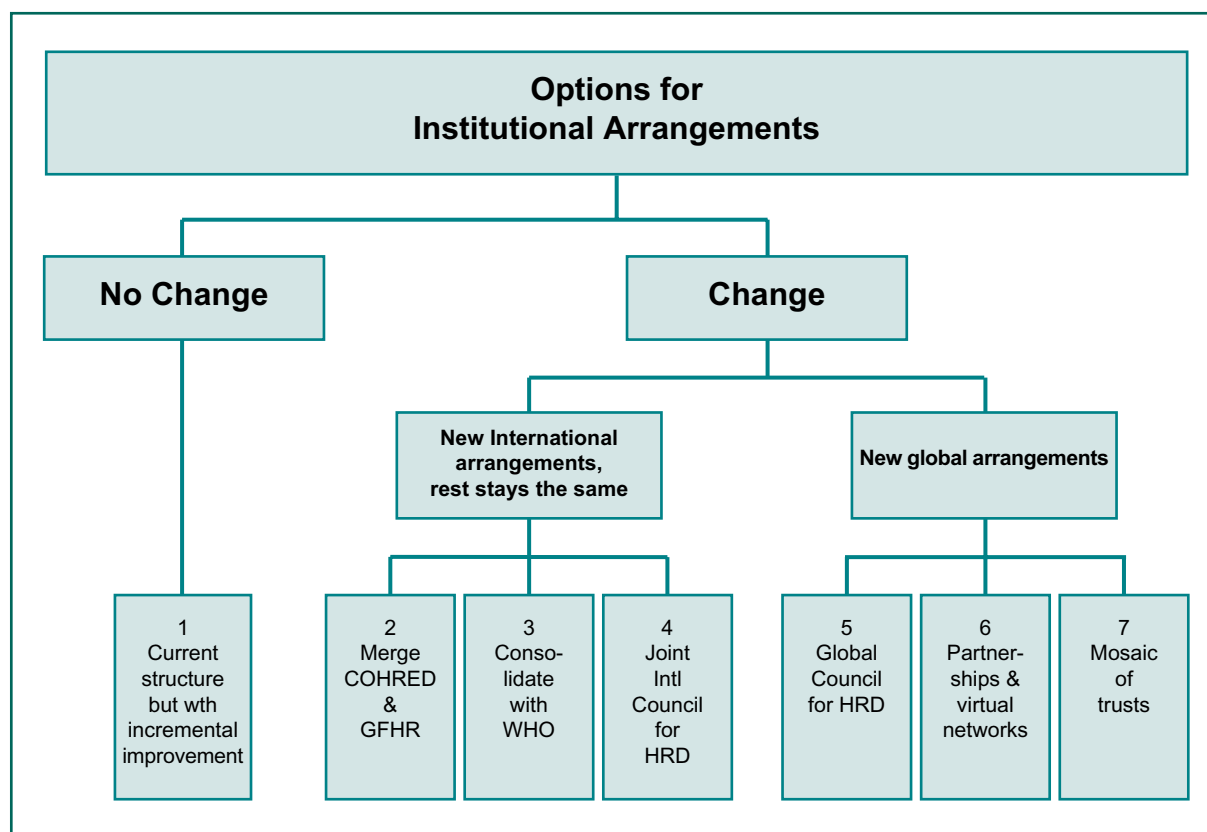 Options for
Institutional Arrangements
No Change
Change
New International
arrangements,
rest stays the same
New global arrangements
1
Current
structure
but wth
incremental
improvement
2
Merge
COHRED
&
GFHR
3
Conso-
lidate
with
WHO
4
Joint
Intl
Council
for
HRD
5
Global
Council
for HRD
6
Partner-
ships &
virtual
networks
7
Mosaic
of
trusts